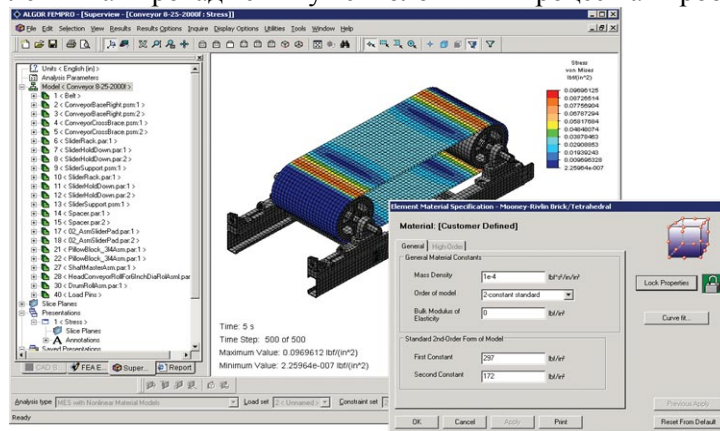 ALGOR FEMPRO - [Superview - [Conveyor 8-25-2000f : Stress]]
File Edit Selection View Results Results Options Inquire Display Options Utilities Tools Window Help
Units < English (in) >
Analysis Parameters
Model < Conveyor 8-25-2000f >
1 < Belt >
2 < ConveyorBaseRight.psm:1 >
3 < ConveyorBaseRight.psm:2 >
4 < ConveyorCrossBrace.psm:1 >
5 < ConveyorCrossBrace.psm:2 >
6 < SliderRack.par:1 >
7 < SliderHoldDown.par:1 >
8 < SliderHoldDown.par:2 >
9 < SliderSupport.psm:1 >
10 < SliderRack.par:2 >
11 < SliderHoldDown.par:1 >
12 < SliderHoldDown.par:2 >
13 < SliderSupport.psm:1 >
14 < Spacer.par:1 >
15 < Spacer.par:2 >
17 < 02_AsmSliderPad.par:1 >
18 < 02_AsmSliderPad.par:2 >
21 < PillowBlock_3I4Asm.par:1 >
22 < PillowBlock_3I4Asm.par:1 >
27 < ShaftMasterAsm.par:1 >
28 < HeadConveyorRollFor6InchDiaRollAsml.par
30 < DrumRollAsm.par:1 >
40 < Load Pins >
Slice Planes
Presentations
1 < Stress >
Slice Planes
Annotations
Saved Presentations
CAD S... FEA E... Super... Report
Stress
von Mises
lbf/(in^2)
0.09696125
0.08726514
0.07756904
0.06787294
0.05817684
0.04848074
0.03878463
0.02908853
0.01939243
0.009696328
2.25964e-007
Time: 5 s
Time Step: 500 of 500
Maximum Value: 0.0969612 lbf/(in^2)
Minimum Value: 2.25964e-007 lbf/(in^2)
Analysis type MES with Nonlinear Material Models Load set 2 < Unnamed > Constraint set
Ready
Element Material Specification - Mooney-Rivlin Brick/Tetrahedral
Material: [Customer Defined]
General High-Order
General Material Constants
Mass Density 1e-4 lbf*s²/in/in³
Order of model 2-constant standard
Bulk Modulus of Elasticity 0 lbf/in²
Standard 2nd-Order Form of Model
First Constant 297 lbf/in²
Second Constant 172 lbf/in²
Lock Properties
Curve fit...
Previous Apply
OK Cancel Apply Print Reset From Default